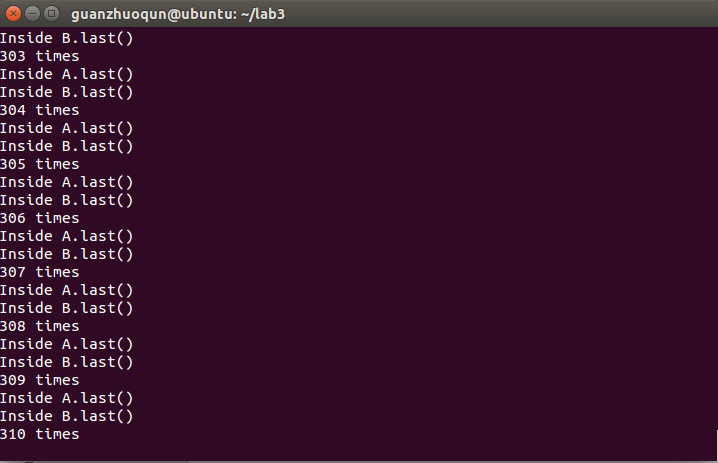 guanzhuoqun@ubuntu: ~/lab3
Inside B.last()
303 times
Inside A.last()
Inside B.last()
304 times
Inside A.last()
Inside B.last()
305 times
Inside A.last()
Inside B.last()
306 times
Inside A.last()
Inside B.last()
307 times
Inside A.last()
Inside B.last()
308 times
Inside A.last()
Inside B.last()
309 times
Inside A.last()
Inside B.last()
310 times